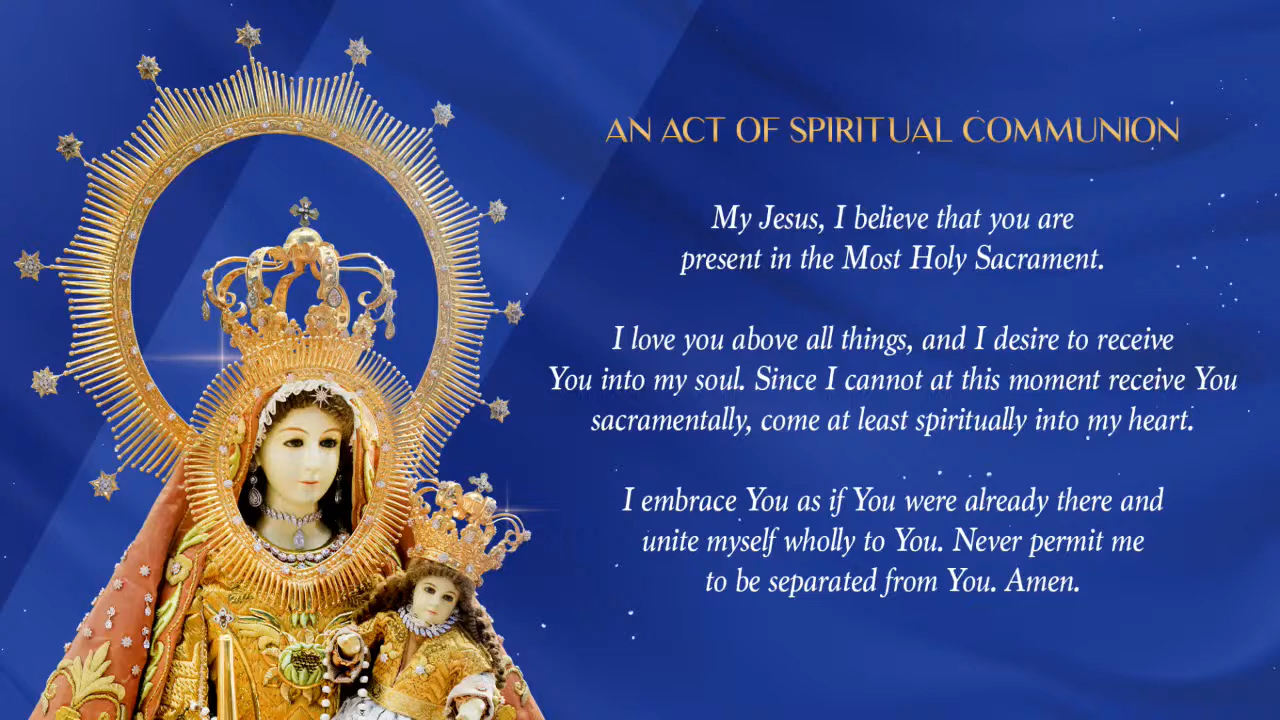 AN ACT OF SPIRITUAL COMMUNION
My Jesus, I believe that you are
present in the Most Holy Sacrament.
I love you above all things, and I desire to receive
You into my soul. Since I cannot at this moment receive You
sacramentally, come at least spiritually into my heart.
I embrace You as if You were already there and
unite myself wholly to You. Never permit me
to be separated from You. Amen.